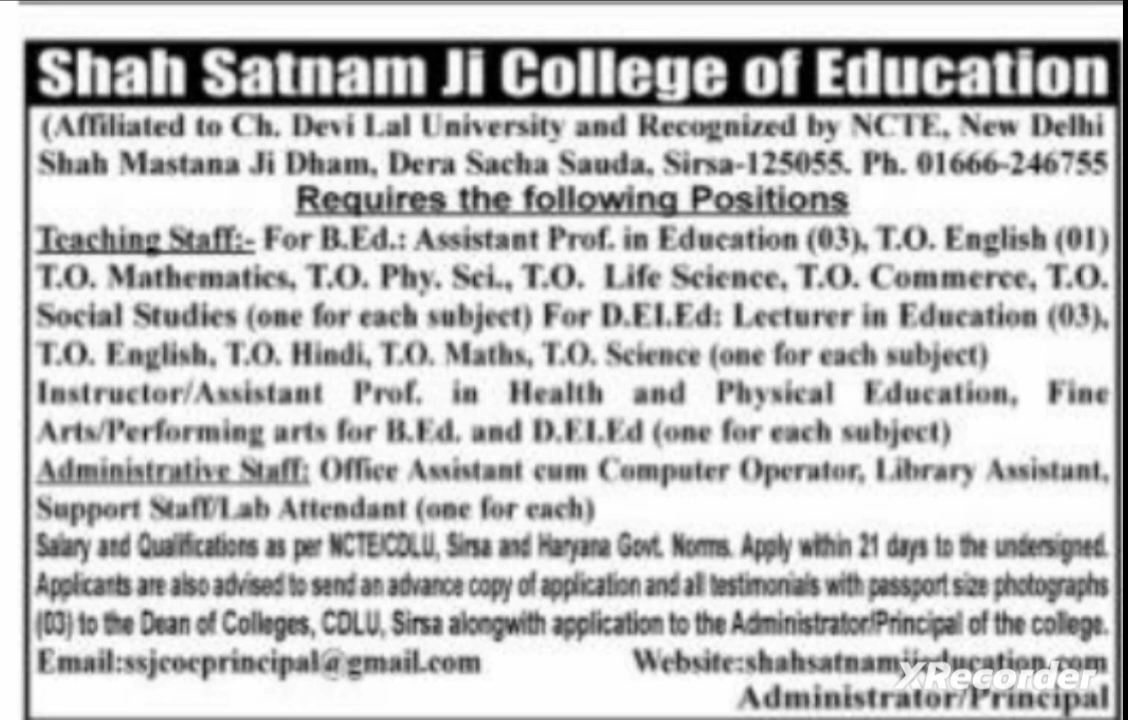 Shah Satnam Ji College of Education
(Affiliated to Ch. Devi Lal University and Recognized by NCTE, New Delhi
Shah Mastana Ji Dham, Dera Sacha Sauda, Sirsa-125055. Ph. 01666-246755
Requires the following Positions
Teaching Staff:- For B.Ed.: Assistant Prof. in Education (03), T.O. English (01)
T.O. Mathematics, T.O. Phy. Sci., T.O. Life Science, T.O. Commerce, T.O.
Social Studies (one for each subject) For D.El.Ed: Lecturer in Education (03),
T.O. English, T.O. Hindi, T.O. Maths, T.O. Science (one for each subject)
Instructor/Assistant Prof. in Health and Physical Education, Fine
Arts/Performing arts for B.Ed. and D.El.Ed (one for each subject)
Administrative Staff: Office Assistant cum Computer Operator, Library Assistant,
Support Staff/Lab Attendant (one for each)
Salary and Qualifications as per NCTE/CDLU, Sirsa and Haryana Govt. Norms. Apply within 21 days to the undersigned.
Applicants are also advised to send an advance copy of application and all testimonials with passport size photographs
(03) to the Dean of Colleges, CDLU, Sirsa alongwith application to the Administrator/Principal of the college.
Email:ssjcoeprincipal@gmail.com Website:shahsatnamjieducation.com
XRecorder
Administrator/Principal